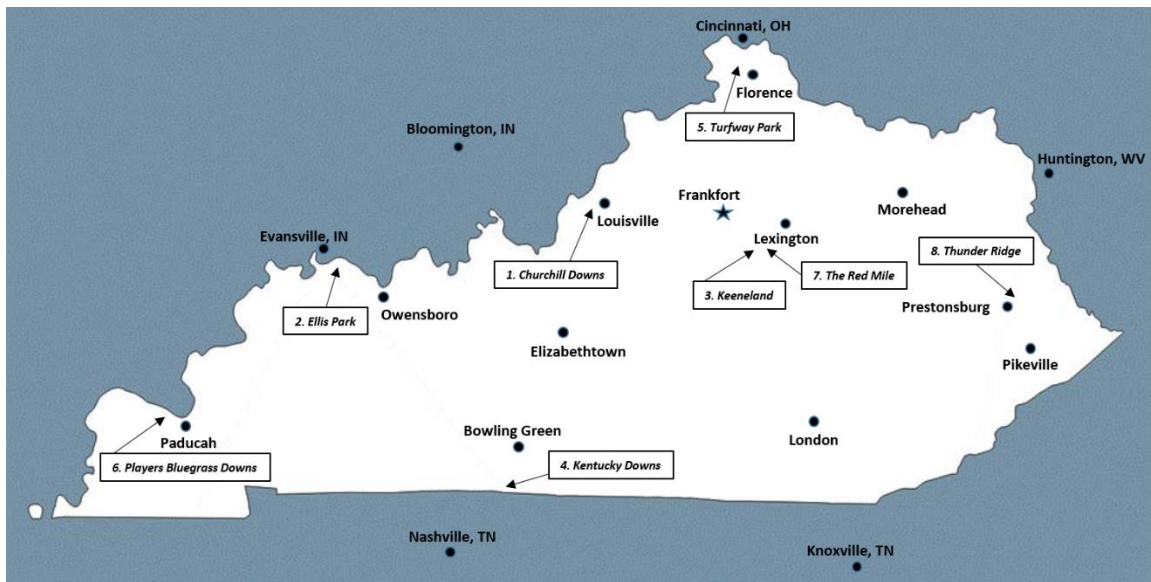 Cincinnati, OH
Florence
5. Turfway Park
Bloomington, IN
Huntington, WV
Frankfort
Morehead
Louisville
Lexington
Evansville, IN
8. Thunder Ridge
1. Churchill Downs
7. The Red Mile
3. Keeneland
Prestonsburg
Owensboro
2. Ellis Park
Elizabethtown
Pikeville
Bowling Green
London
Paducah
6. Players Bluegrass Downs
4. Kentucky Downs
Nashville, TN
Knoxville, TN